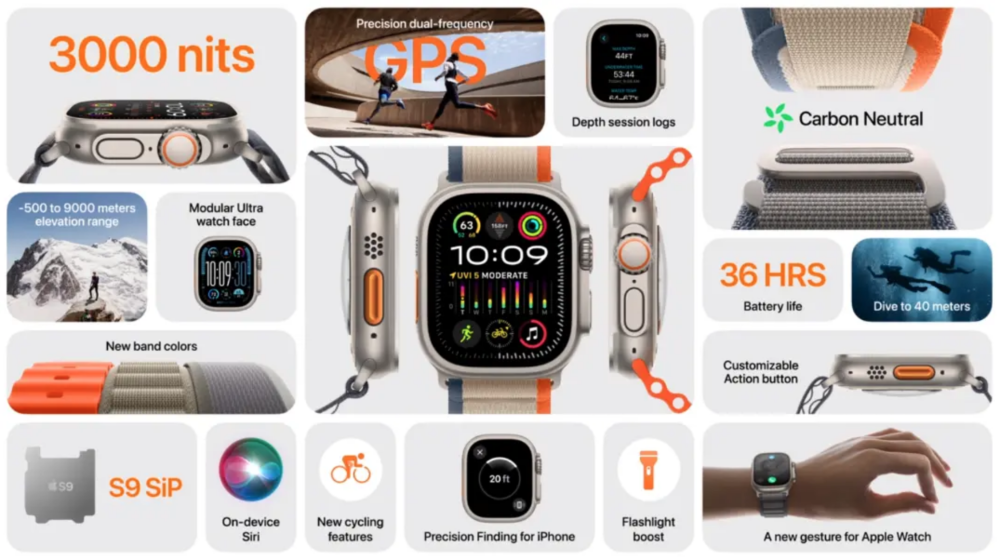 3000 nits
Precision dual-frequency
GPS
44FT
53:44
Depth session logs
Carbon Neutral
-500 to 9000 meters
elevation range
Modular Ultra
watch face
10:09
63
10:09
UVI 5 MODERATE
36 HRS
Battery life
Dive to 40 meters
New band colors
Customizable
Action button
S9
S9 SiP
On-device
Siri
New cycling
features
20 ft
Precision Finding for iPhone
Flashlight
boost
A new gesture for Apple Watch